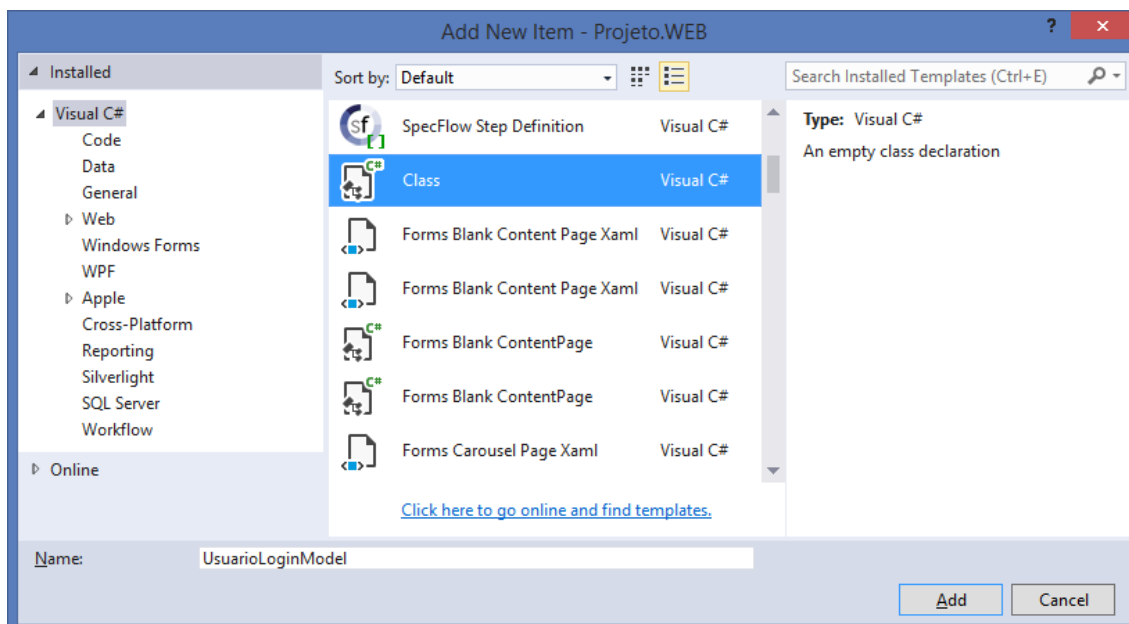 Add New Item - Projeto.WEB
?
Installed
Sort by: Default
Search Installed Templates (Ctrl+E)
Visual C#
Code
Data
General
Web
Windows Forms
WPF
Apple
Cross-Platform
Reporting
Silverlight
SQL Server
Workflow
Online
sf
[ ]
SpecFlow Step Definition Visual C#
C#
Class Visual C#
Forms Blank Content Page Xaml Visual C#
Forms Blank Content Page Xaml Visual C#
C#
Forms Blank ContentPage Visual C#
C#
Forms Blank ContentPage Visual C#
Forms Carousel Page Xaml Visual C#
Click here to go online and find templates.
Type: Visual C#
An empty class declaration
Name: UsuarioLoginModel
Add Cancel